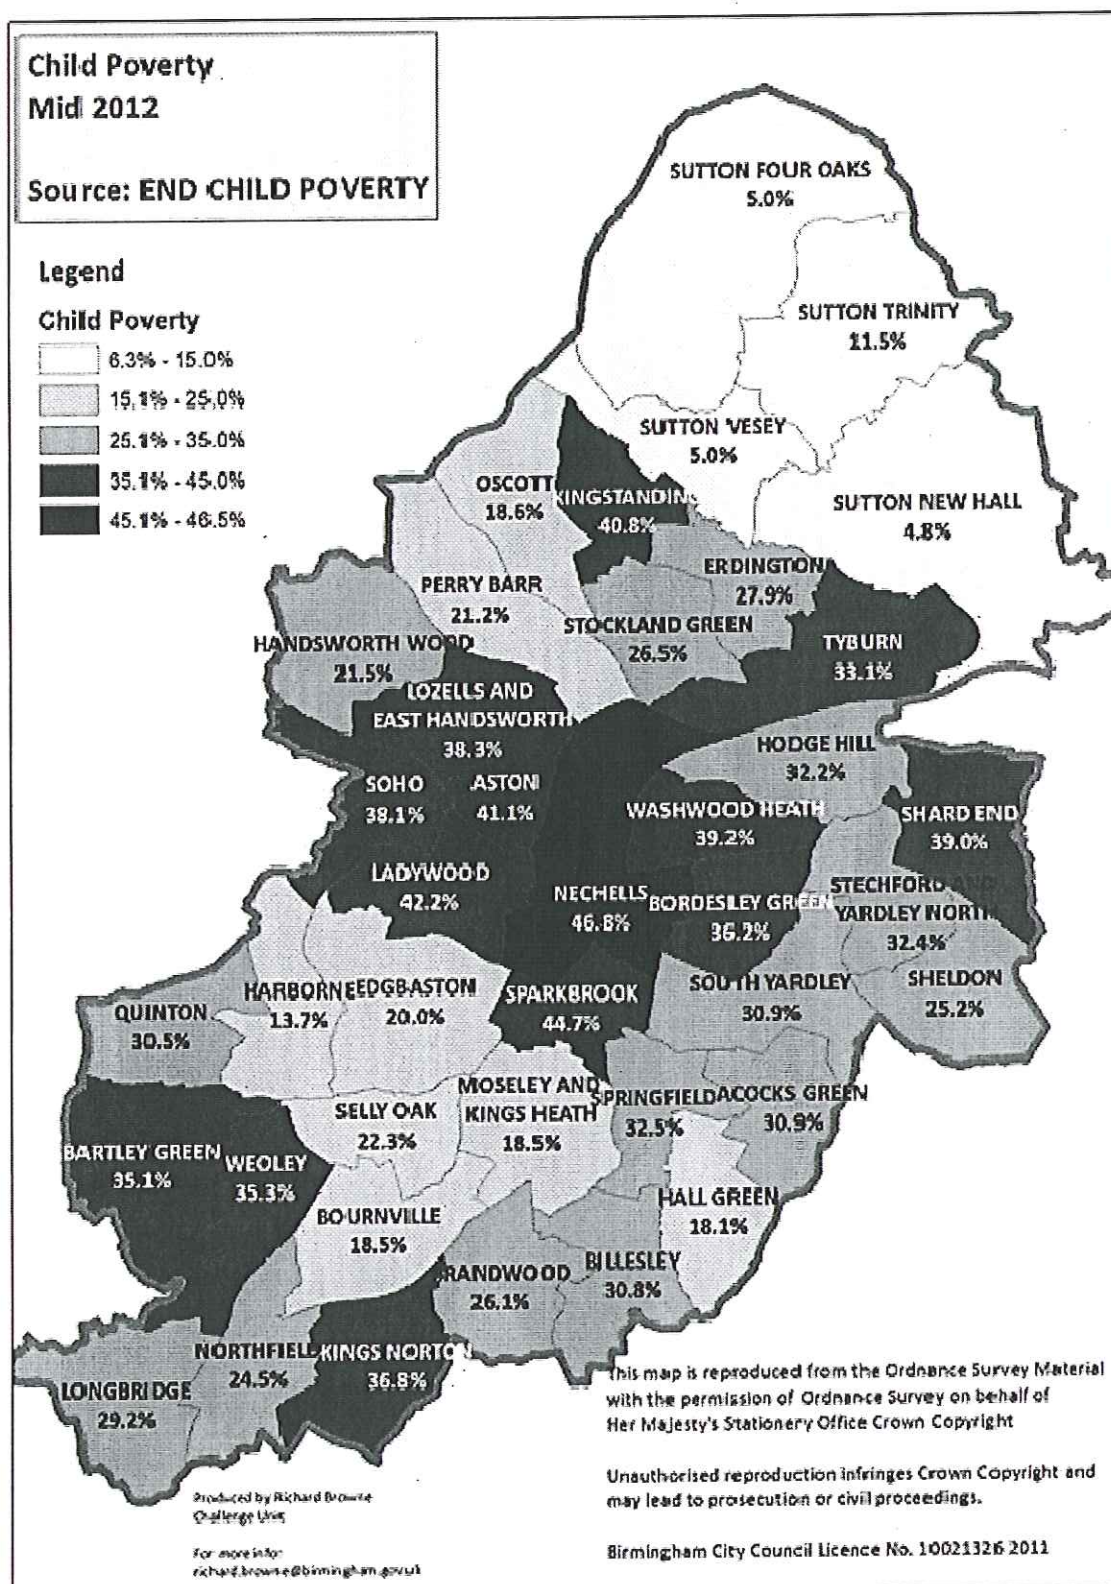 Child Poverty
Mid 2012
Source: END CHILD POVERTY
Legend
Child Poverty
6.3% - 15.0%
15.1% - 25.0%
25.1% - 35.0%
35.1% - 45.0%
45.1% - 46.5%
SUTTON FOUR OAKS
5.0%
SUTTON TRINITY
11.5%
SUTTON VESEY
5.0%
SUTTON NEW HALL
4.8%
OSCOTT
18.6%
KINGSTANDING
40.8%
ERDINGTON
27.9%
PERRY BARR
21.2%
STOCKLAND GREEN
26.5%
TYBURN
33.1%
HANDSWORTH WOOD
21.5%
LOZELLS AND
EAST HANDSWORTH
38.3%
HODGE HILL
32.2%
SOHO
38.1%
ASTON
41.1%
WASHWOOD HEATH
39.2%
SHARD END
39.0%
LADYWOOD
42.2%
NECHELLS
46.8%
BORDESLEY GREEN
36.2%
STECHFORD AND
YARDLEY NORTH
32.4%
QUINTON
30.5%
HARBORNE
13.7%
EDGBASTON
20.0%
SPARKBROOK
44.7%
SOUTH YARDLEY
30.9%
SHELDON
25.2%
SELLY OAK
22.3%
MOSELEY AND
KINGS HEATH
18.5%
SPRINGFIELD
32.5%
ACOCKS GREEN
30.9%
BARTLEY GREEN
35.1%
WEOLEY
35.3%
BOURNVILLE
18.5%
HALL GREEN
18.1%
BRANDWOOD
26.1%
BILLESLEY
30.8%
LONGBRIDGE
29.2%
NORTHFIELD
24.5%
KINGS NORTON
36.8%
This map is reproduced from the Ordnance Survey Material
with the permission of Ordnance Survey on behalf of
Her Majesty's Stationery Office Crown Copyright
Unauthorised reproduction infringes Crown Copyright and
may lead to prosecution or civil proceedings.
Birmingham City Council Licence No. 10021326 2011
Produced by Richard Browne
Challenge Unit
For more info:
richard.browne@birmingham.gov.uk